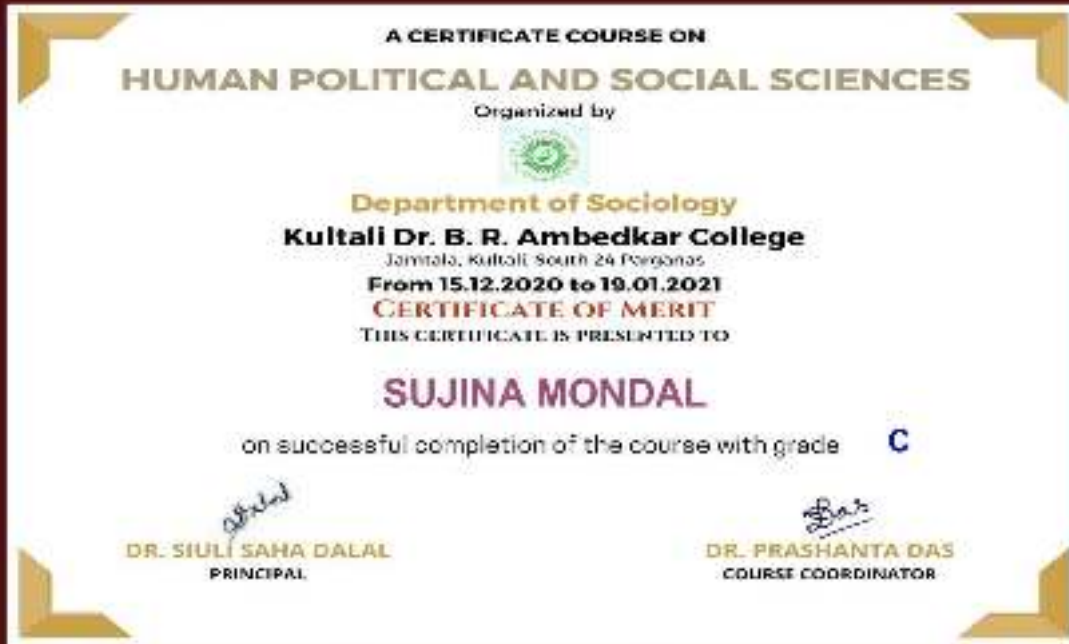 A CERTIFICATE COURSE ON
HUMAN POLITICAL AND SOCIAL SCIENCES
Organized by
Department of Sociology
Kultali Dr. B. R. Ambedkar College
Jamtala, Kultali, South 24 Parganas
From 15.12.2020 to 19.01.2021
CERTIFICATE OF MERIT
THIS CERTIFICATE IS PRESENTED TO
SUJINA MONDAL
on successful completion of the course with grade C
DR. SIULI SAHA DALAL
PRINCIPAL
DR. PRASHANTA DAS
COURSE COORDINATOR